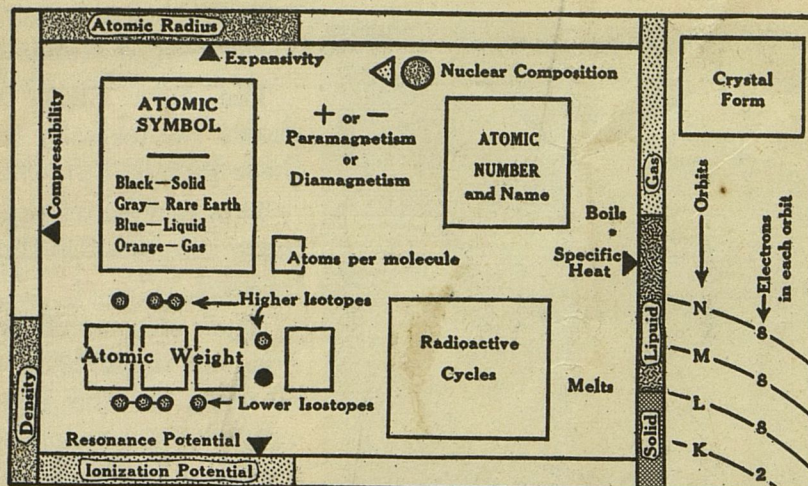 Atomic Radius
Expansivity
Nuclear Composition
Crystal
Form
Compressibility
ATOMIC
SYMBOL
Black—Solid
Gray—Rare Earth
Blue—Liquid
Orange—Gas
+ or −
Paramagnetism
or
Diamagnetism
ATOMIC
NUMBER
and Name
Gas
Orbits
Electrons
in each orbit
Boils
Specific
Heat
Atoms per molecule
Higher Isotopes
Atomic Weight
Radioactive
Cycles
Liquid
N 8
M 8
L 8
K 2
Melts
Lower Isostopes
Density
Resonance Potential
Ionization Potential
Solid